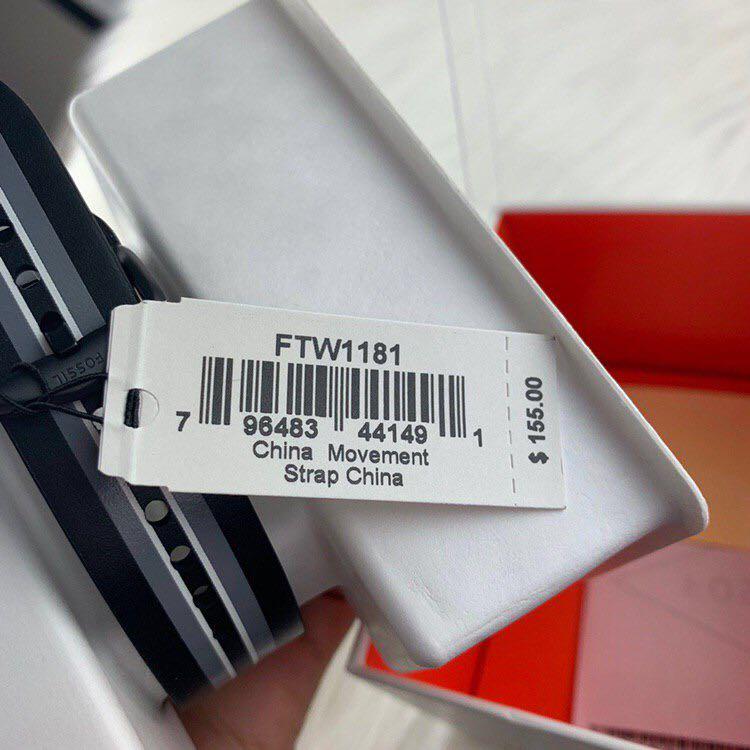 FTW1181
7 96483 44149 1
China Movement
Strap China
$ 155.00
FOSSIL